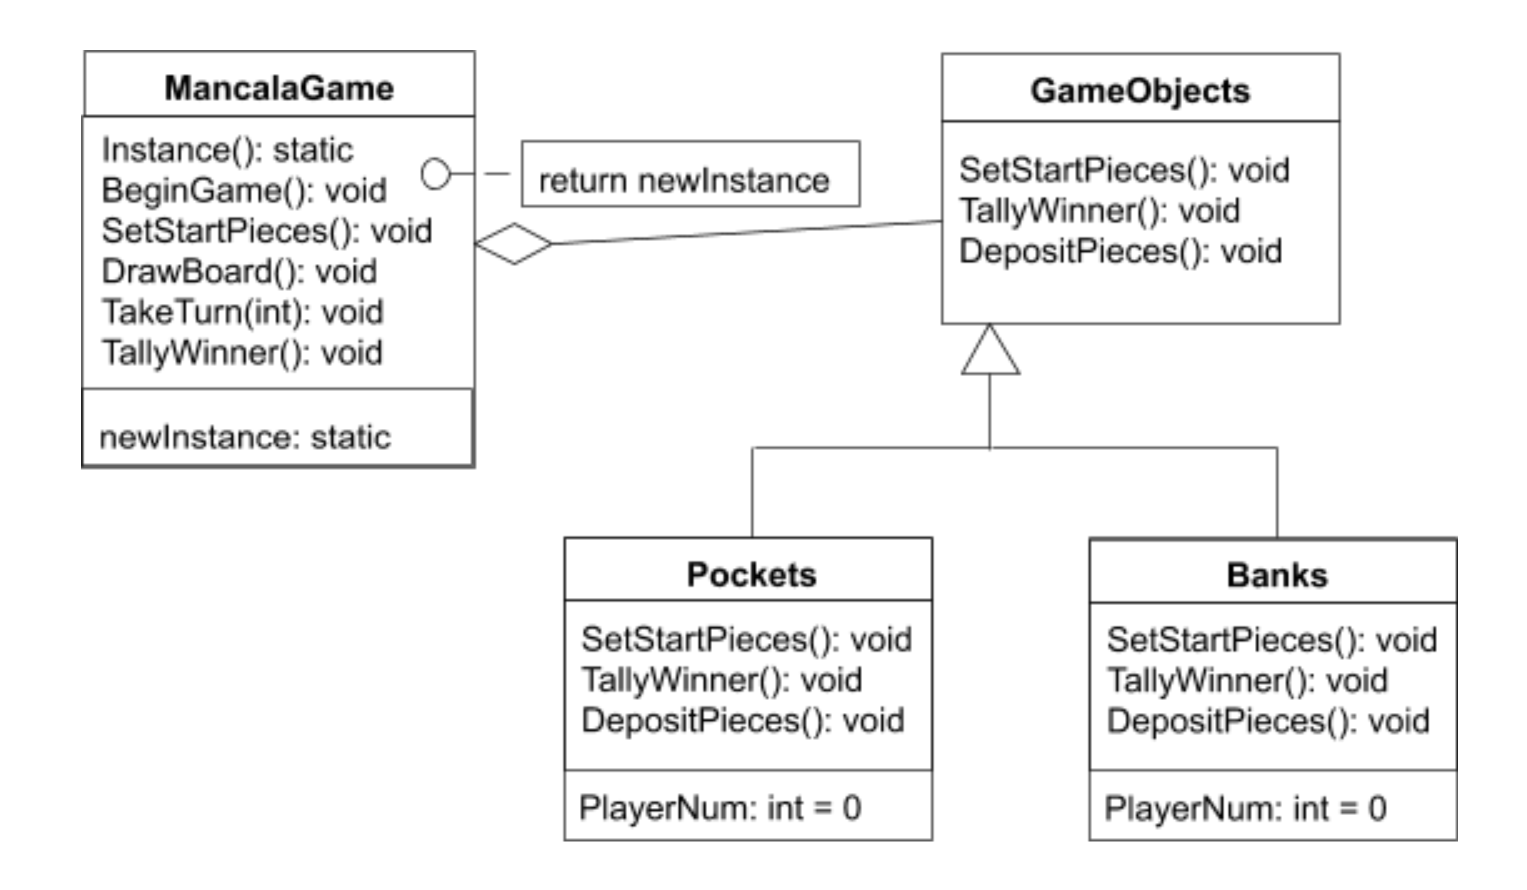 MancalaGame
Instance(): static
BeginGame(): void
SetStartPieces(): void
DrawBoard(): void
TakeTurn(int): void
TallyWinner(): void
newInstance: static
return newInstance
GameObjects
SetStartPieces(): void
TallyWinner(): void
DepositPieces(): void
Pockets
SetStartPieces(): void
TallyWinner(): void
DepositPieces(): void
PlayerNum: int = 0
Banks
SetStartPieces(): void
TallyWinner(): void
DepositPieces(): void
PlayerNum: int = 0